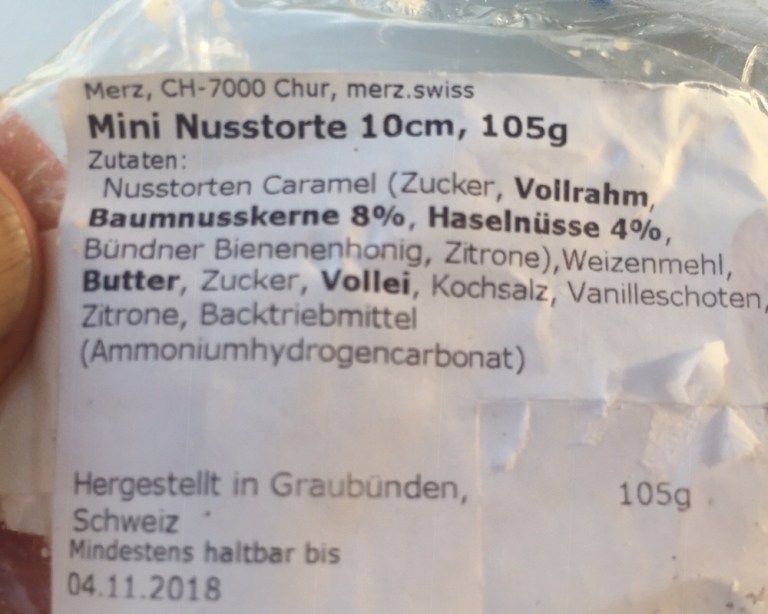 Merz, CH-7000 Chur, merz.swiss
Mini Nusstorte 10cm, 105g
Zutaten:
Nusstorten Caramel (Zucker, Vollrahm,
Baumnusskerne 8%, Haselnüsse 4%,
Bündner Bienenenhonig, Zitrone),Weizenmehl,
Butter, Zucker, Vollei, Kochsalz, Vanilleschoten,
Zitrone, Backtriebmittel
(Ammoniumhydrogencarbonat)
Hergestellt in Graubünden,
Schweiz
105g
Mindestens haltbar bis
04.11.2018